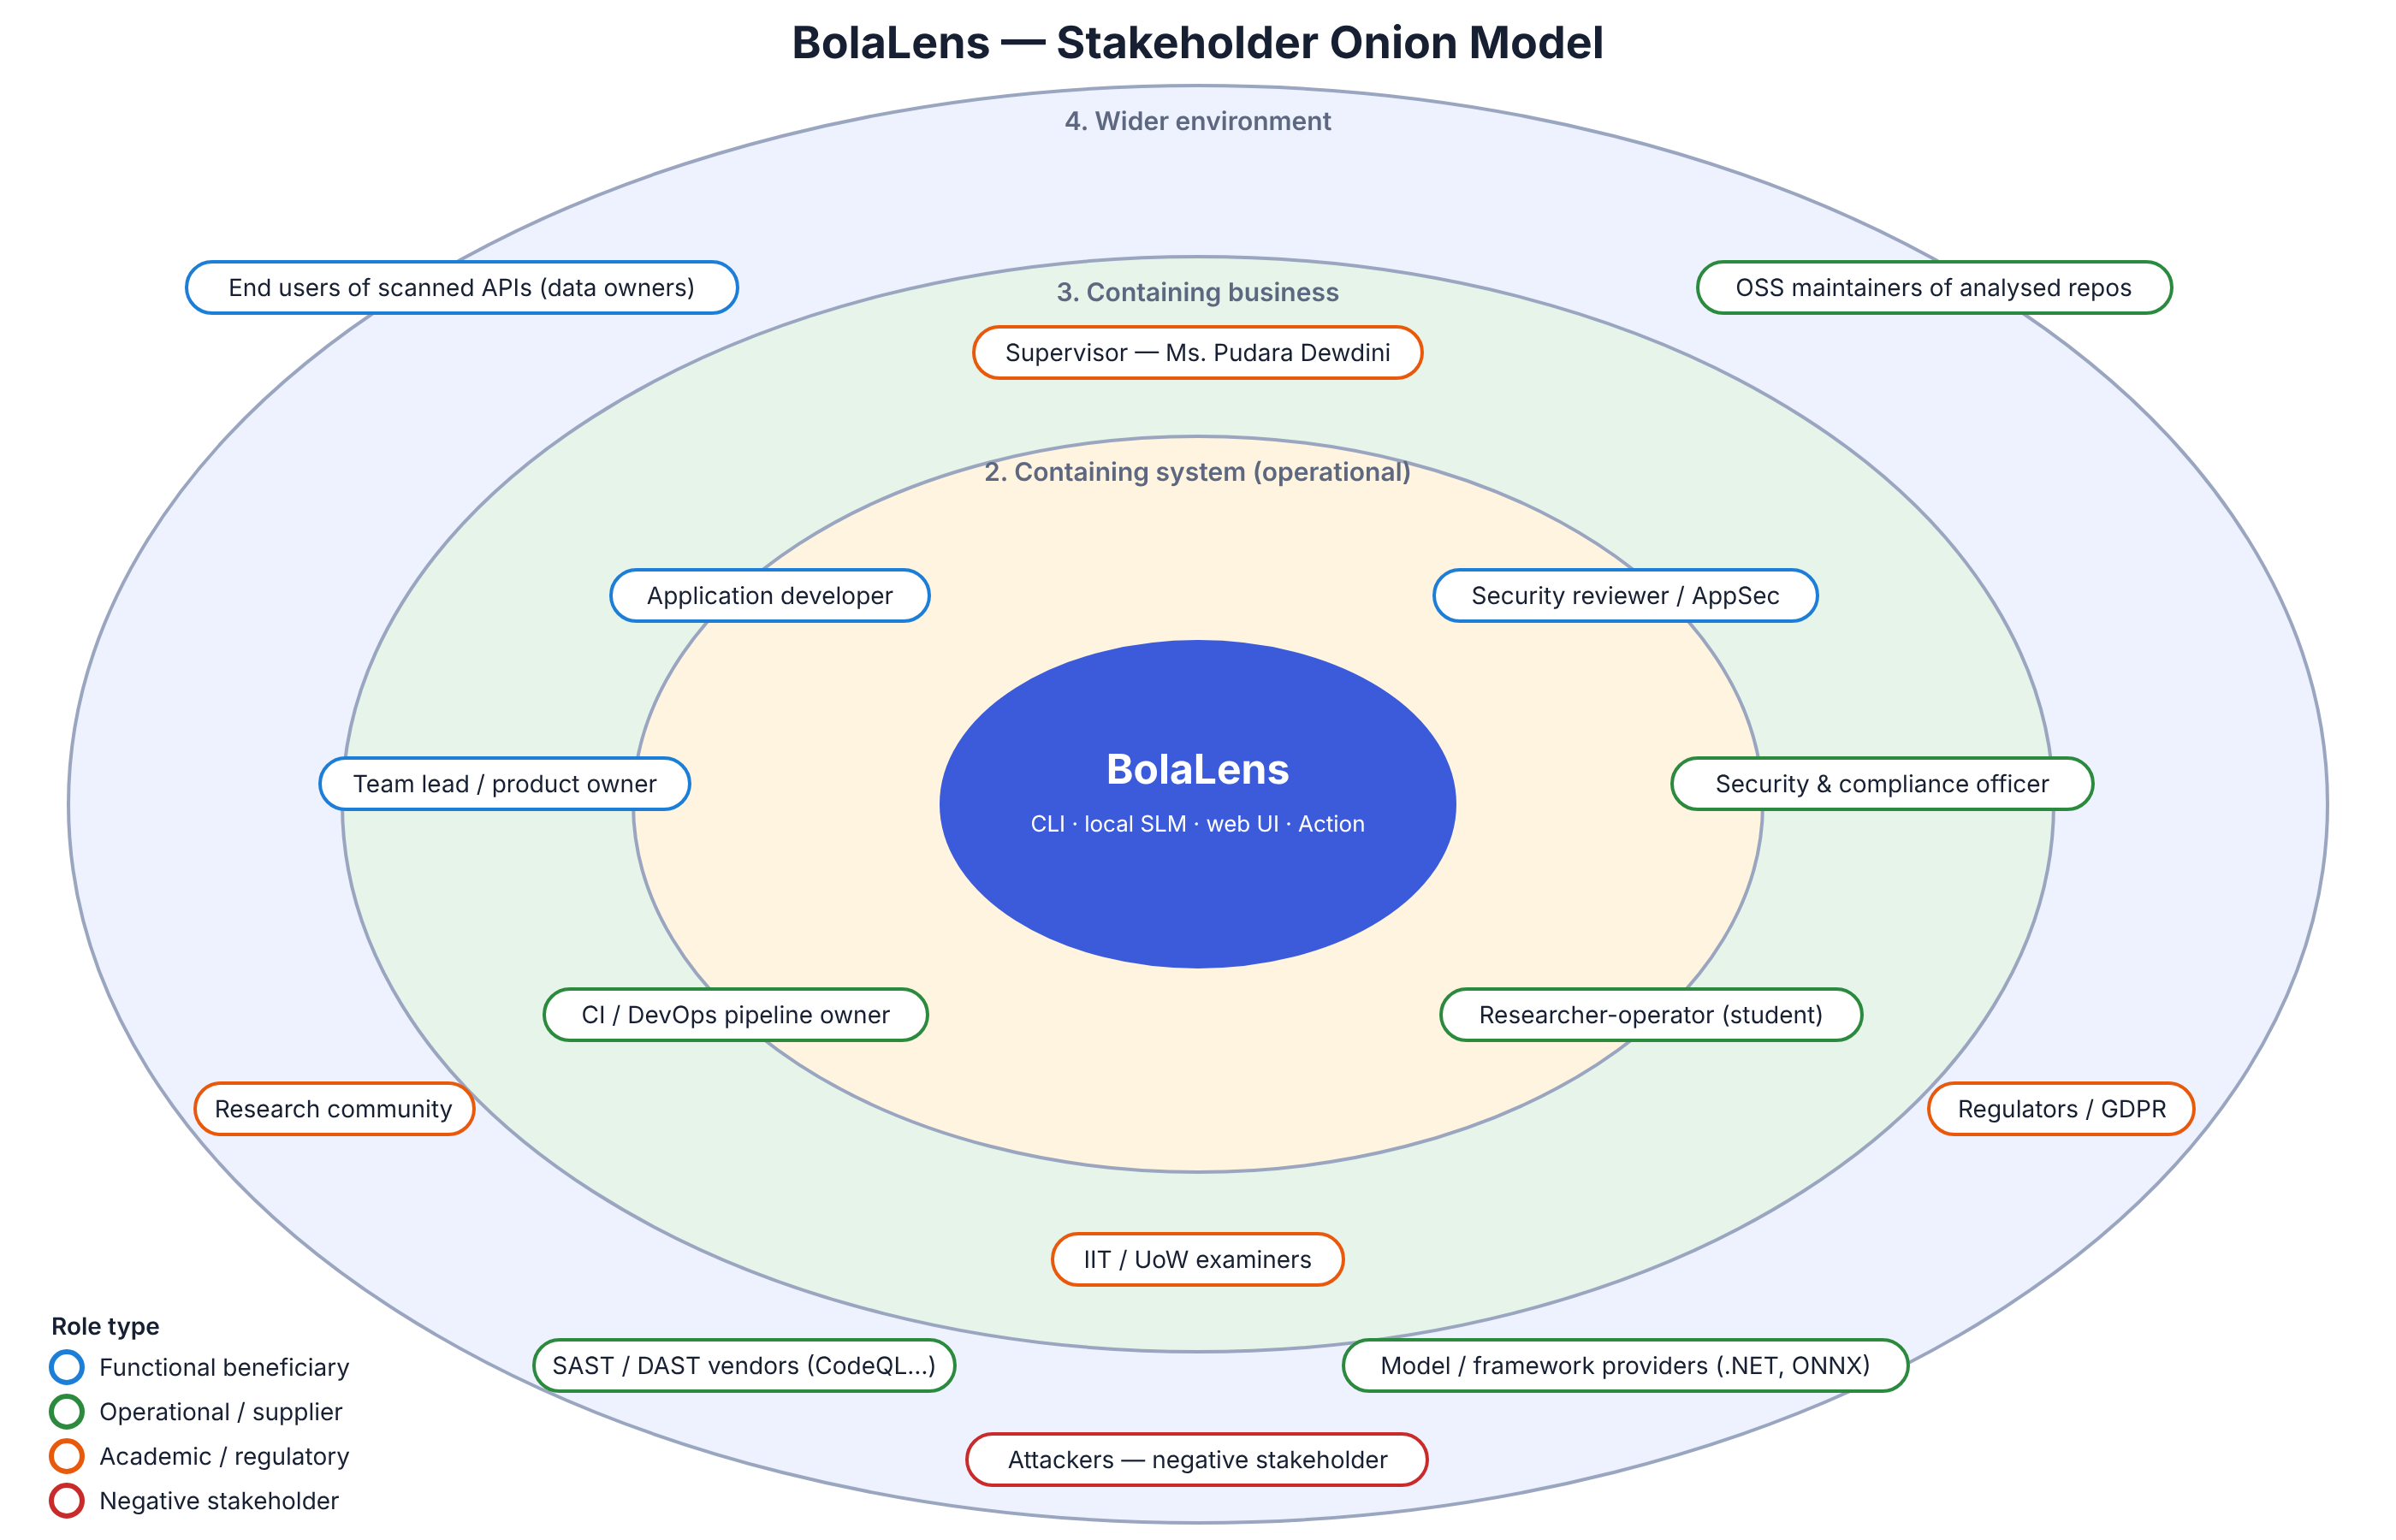 BolaLens — Stakeholder Onion Model
4. Wider environment
End users of scanned APIs (data owners)
OSS maintainers of analysed repos
3. Containing business
Supervisor — Ms. Pudara Dewdini
2. Containing system (operational)
Application developer
Security reviewer / AppSec
BolaLens
CLI · local SLM · web UI · Action
Team lead / product owner
Security & compliance officer
CI / DevOps pipeline owner
Researcher-operator (student)
Research community
Regulators / GDPR
IIT / UoW examiners
SAST / DAST vendors (CodeQL...)
Model / framework providers (.NET, ONNX)
Attackers — negative stakeholder
Role type
Functional beneficiary
Operational / supplier
Academic / regulatory
Negative stakeholder